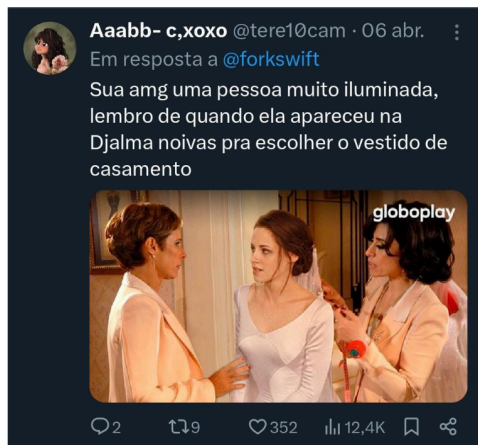 Aaabb- c,xoxo @tere10cam · 06 abr.
Em resposta a @forkswift
Sua amg uma pessoa muito iluminada,
lembro de quando ela apareceu na
Djalma noivas pra escolher o vestido de
casamento
globoplay
2 9 352 12,4K